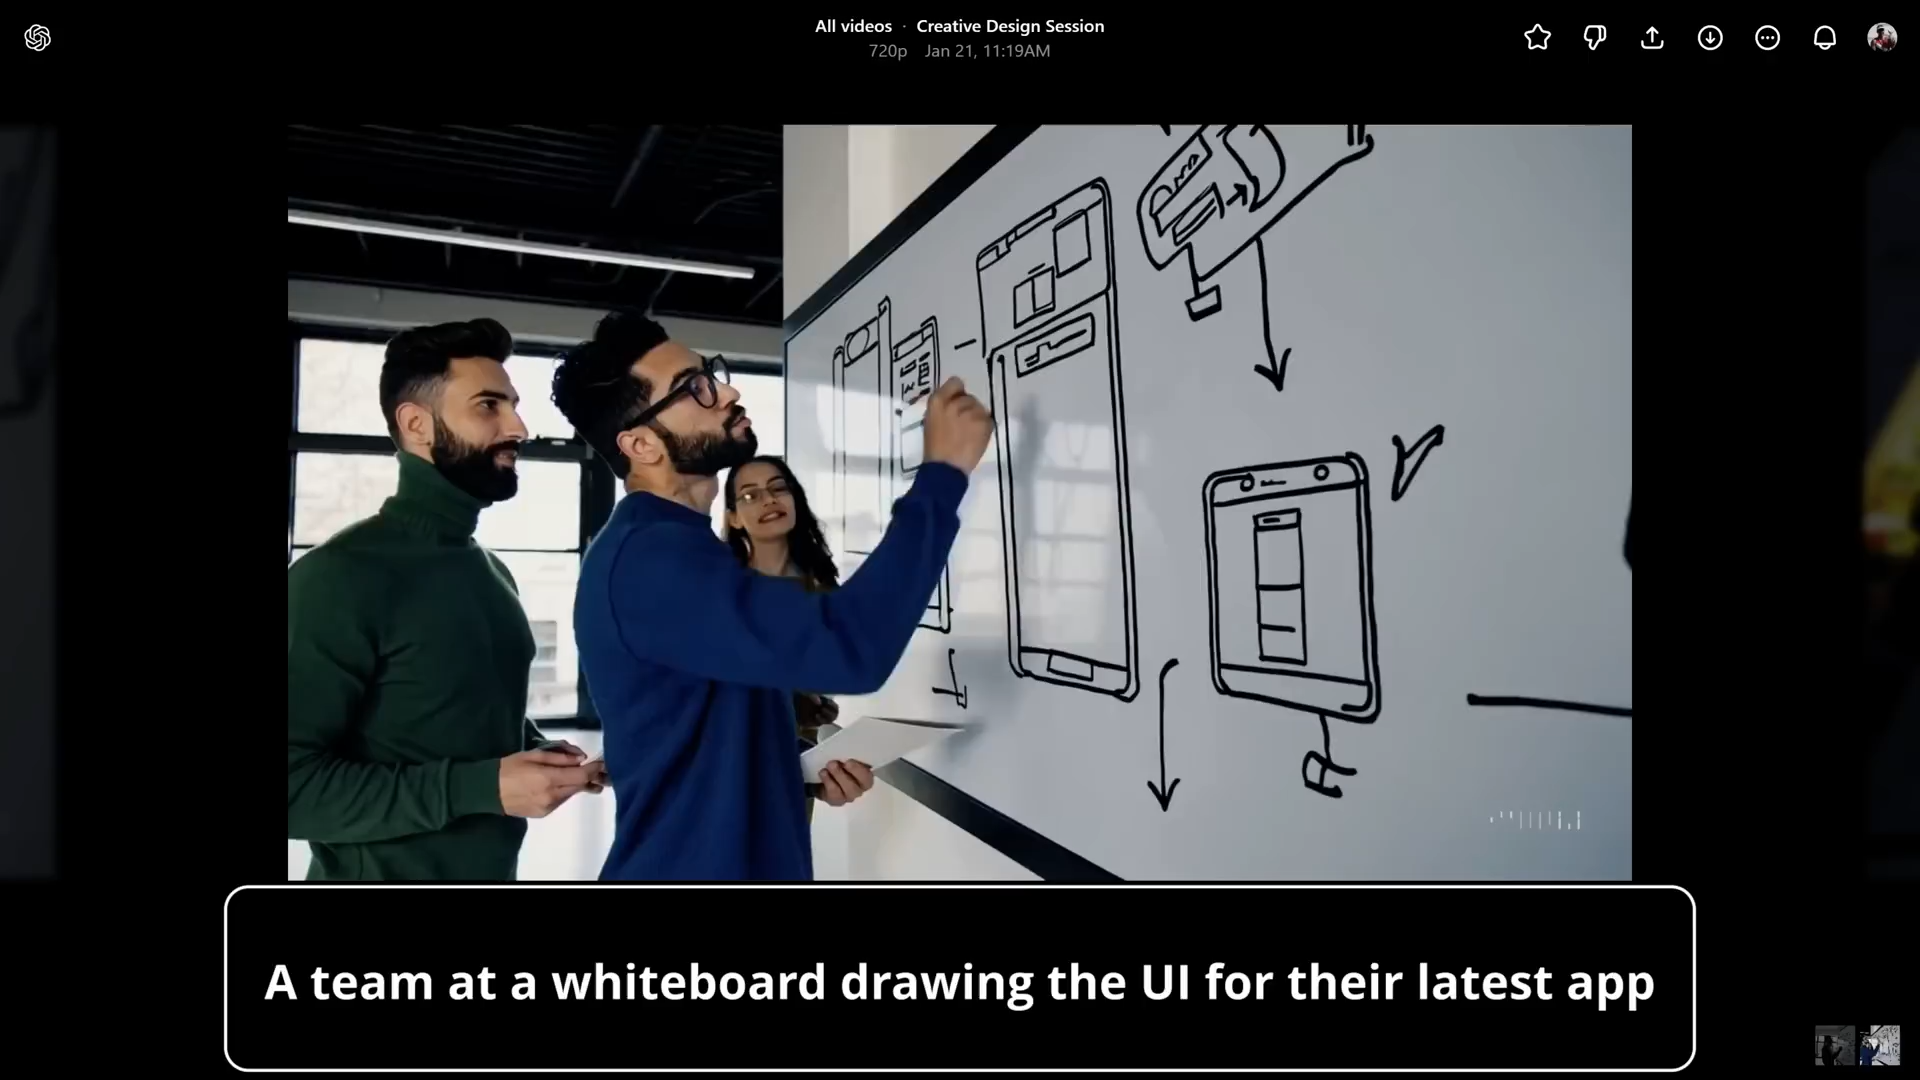 All videos · Creative Design Session
720p Jan 21, 11:19AM
A team at a whiteboard drawing the UI for their latest app